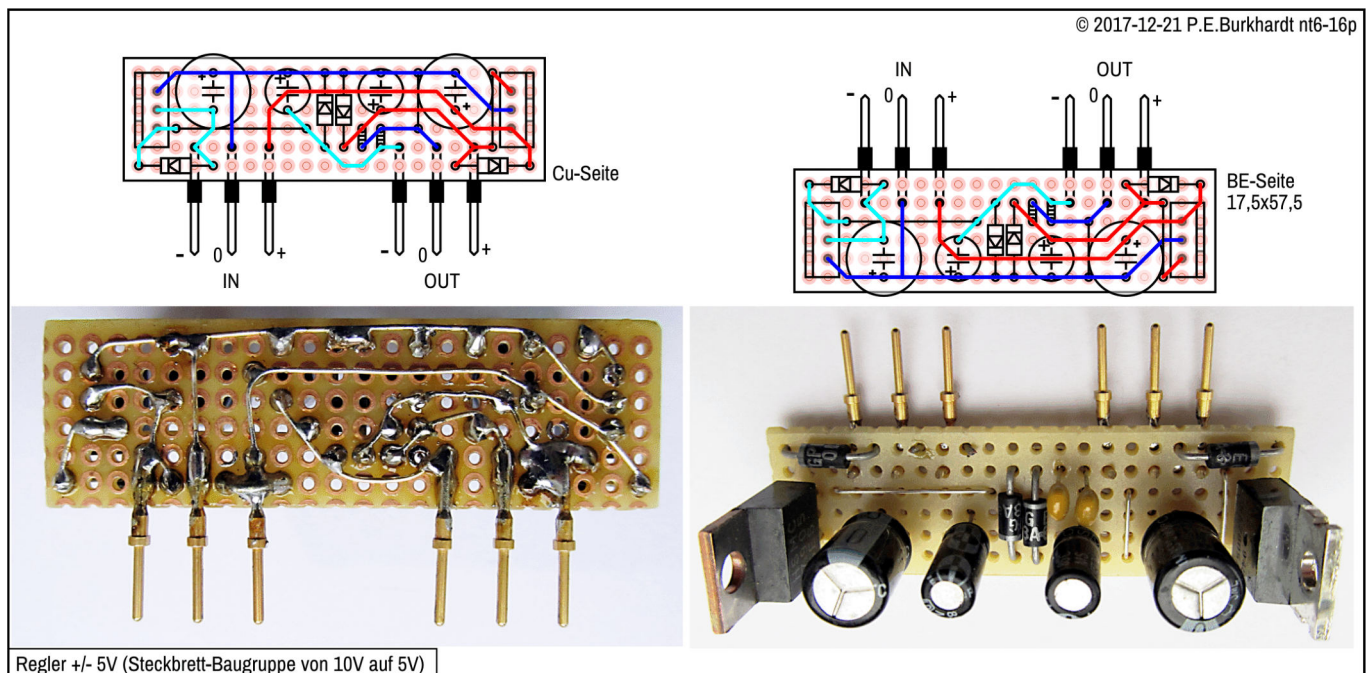 © 2017-12-21 P.E.Burkhardt nt6-16p
IN
OUT
- 0 +
- 0 +
Cu-Seite
- 0 +
- 0 +
IN
OUT
BE-Seite
17,5x57,5
Regler +/- 5V (Steckbrett-Baugruppe von 10V auf 5V)